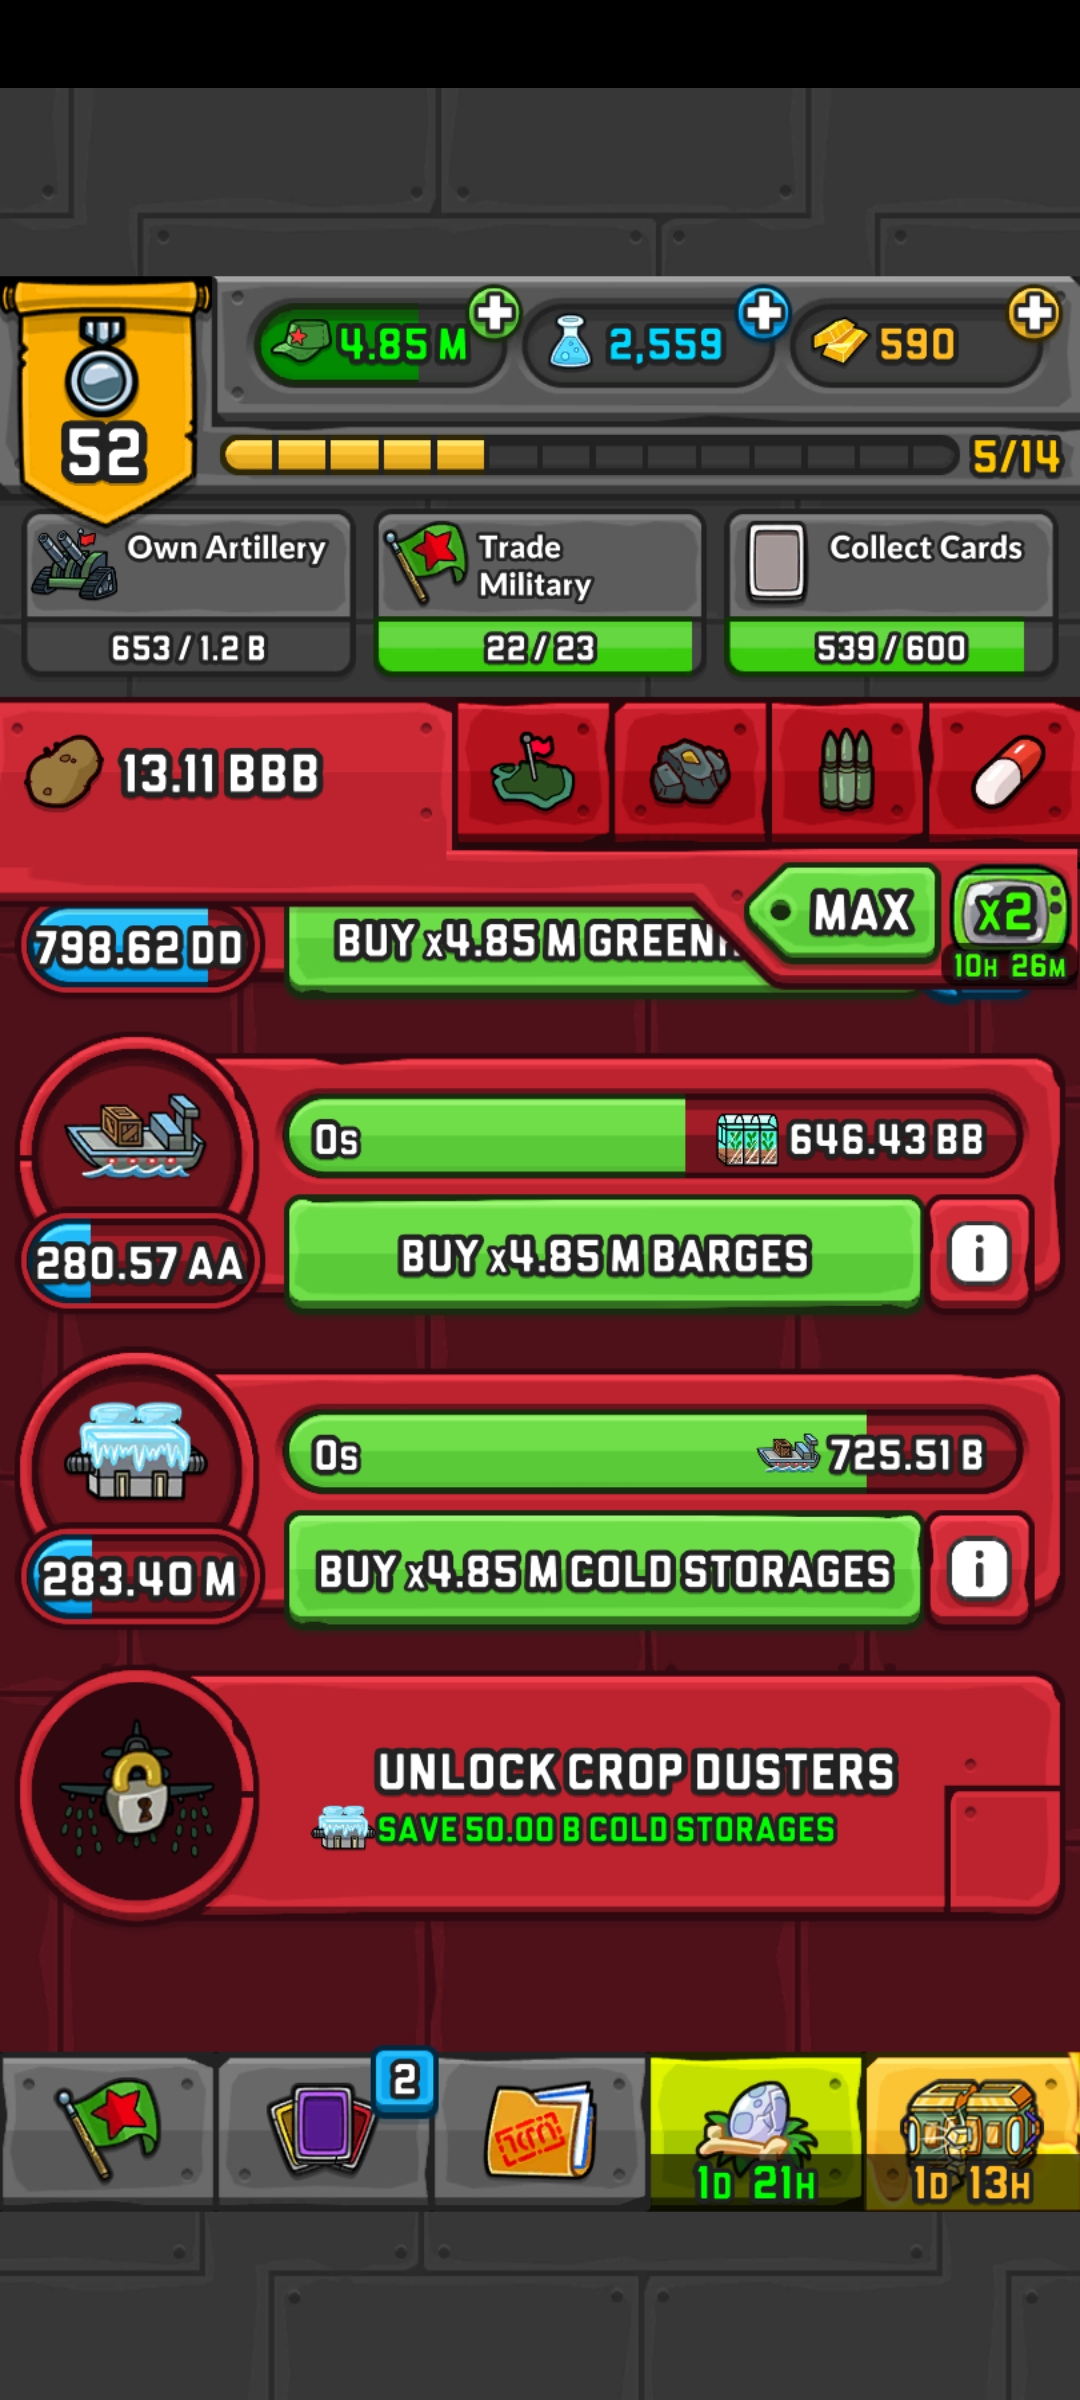 4.85 M
2,559
590
52
5/14
Own Artillery
653 / 1.2 B
Trade
Military
22 / 23
Collect Cards
539 / 600
13.11 BBB
MAX
x2
10H 26M
798.62 DD
BUY x4.85 M
0s
646.43 BB
280.57 AA
BUY x4.85 M BARGES
i
0s
725.51 B
283.40 M
BUY x4.85 M COLD STORAGES
i
UNLOCK CROP DUSTERS
SAVE 50.00 B COLD STORAGES
2
1D 21H
1D 13H